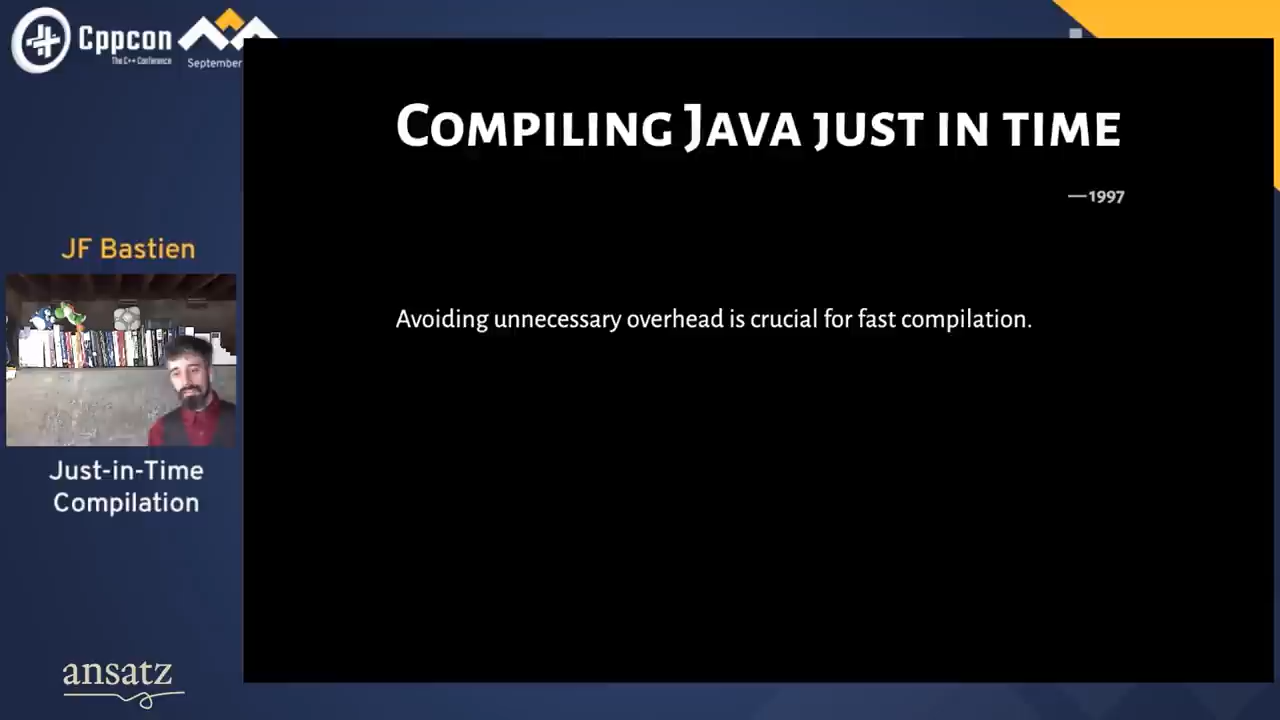 Cppcon
The C++ Conference
September
COMPILING JAVA JUST IN TIME
—1997
JF Bastien
Avoiding unnecessary overhead is crucial for fast compilation.
Just-in-Time
Compilation
ansatz